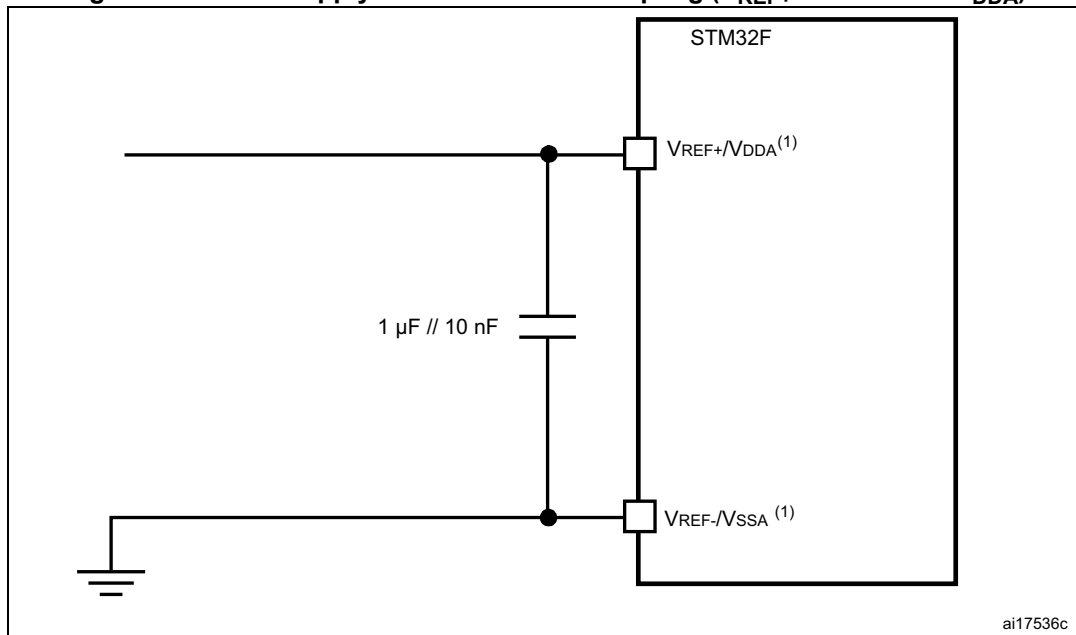 STM32F
VREF+/VDDA(1)
1 µF // 10 nF
VREF-/VSSA (1)
ai17536c